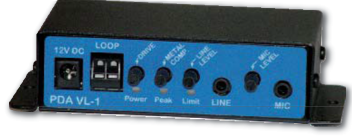 12V DC
LOOP
DRIVE
METAL COMP
LINE LEVEL
MIC LEVEL
Power Peak Limit LINE MIC
PDA VL-1